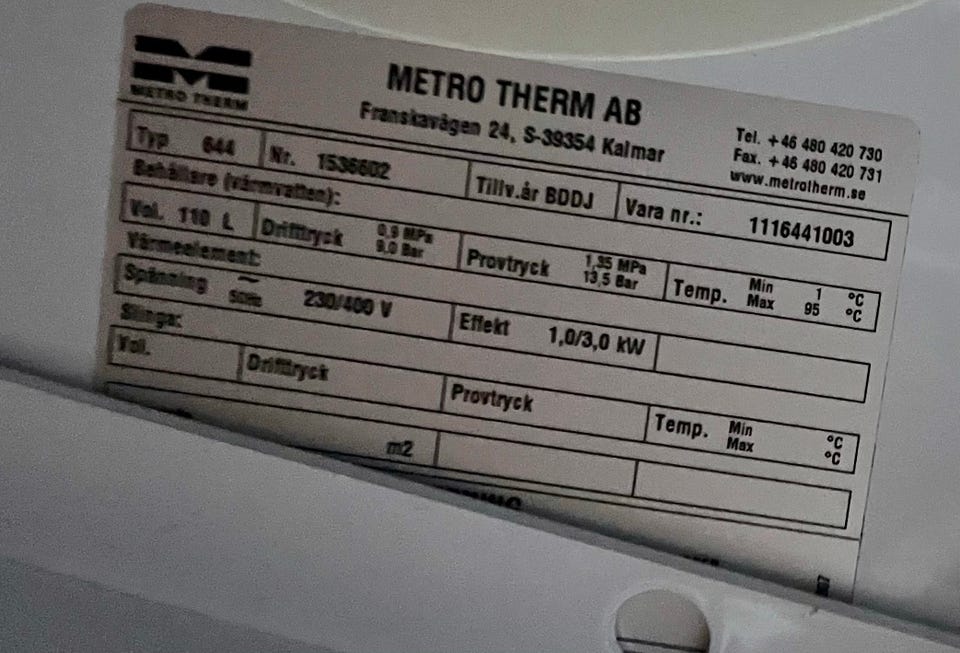 METRO THERM
METRO THERM AB
Franskavägen 24, S-39354 Kalmar
Tel. +46 480 420 730
Fax. +46 480 420 731
www.metrotherm.se
Typ 644 Nr. 1536602 Tillv.år BDDJ Vara nr.: 1116441003
Behållare (varmvatten):
Vol. 110 L Drifttryck 0,9 MPa 9,0 Bar Provtryck 1,35 MPa 13,5 Bar Temp. Min 1 °C Max 95 °C
Värmeelement:
Spänning ~ 50Hz 230/400 V Effekt 1,0/3,0 kW
Slinga:
Vol. Drifttryck Provtryck Temp. Min °C Max °C
m2